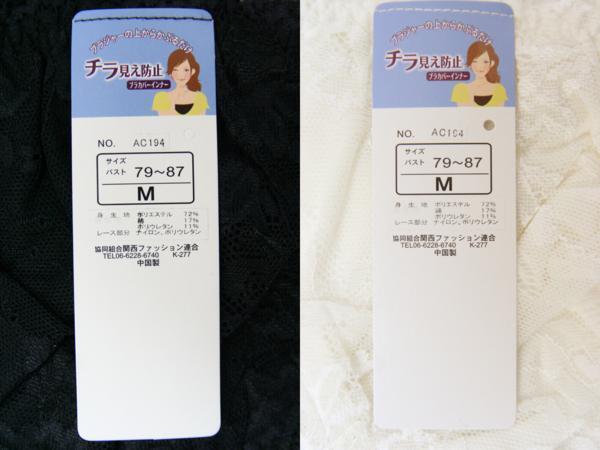 ブラジャーの上からかぶるだけ
チラ見え防止
ブラカバーインナー
NO. AC194
サイズ
バスト 79〜87
M
身生地 ポリエステル 72%
綿 17%
ポリウレタン 11%
レース部分 ナイロン、ポリウレタン
協同組合関西ファッション連合
TEL06-6228-6740 K-277
中国製
ブラジャーの上からかぶるだけ
チラ見え防止
ブラカバーインナー
NO. AC194
サイズ
バスト 79〜87
M
身生地 ポリエステル 72%
綿 17%
ポリウレタン 11%
レース部分 ナイロン、ポリウレタン
協同組合関西ファッション連合
TEL06-6228-6740 K-277
中国製